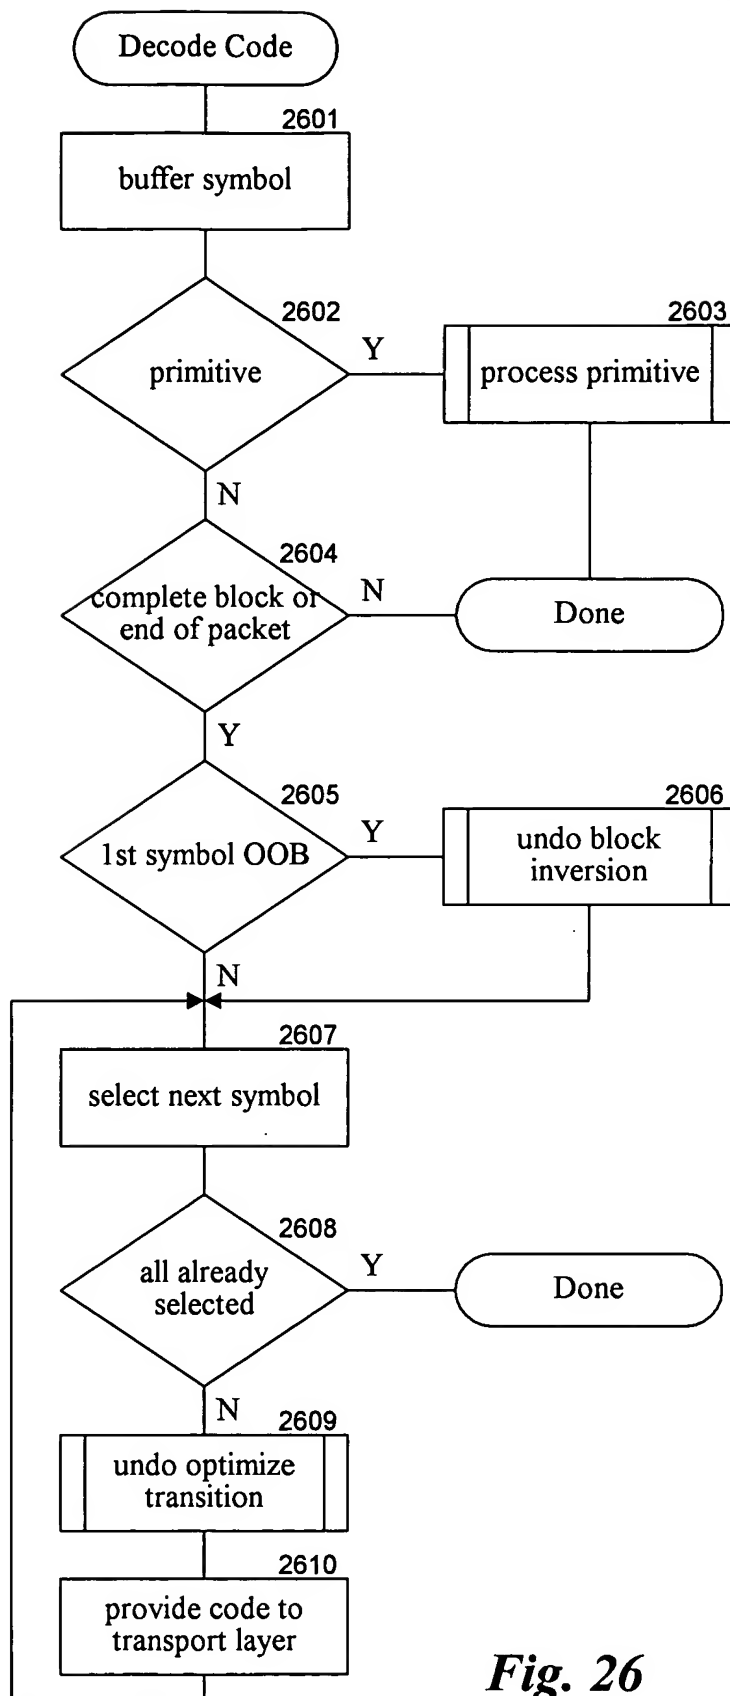 Decode Code
2601
buffer symbol
2602
primitive
Y
2603
process primitive
N
2604
complete block or
end of packet
N
Done
Y
2605
1st symbol OOB
Y
2606
undo block
inversion
N
2607
select next symbol
2608
all already
selected
Y
Done
N
2609
undo optimize
transition
2610
provide code to
transport layer
Fig. 26